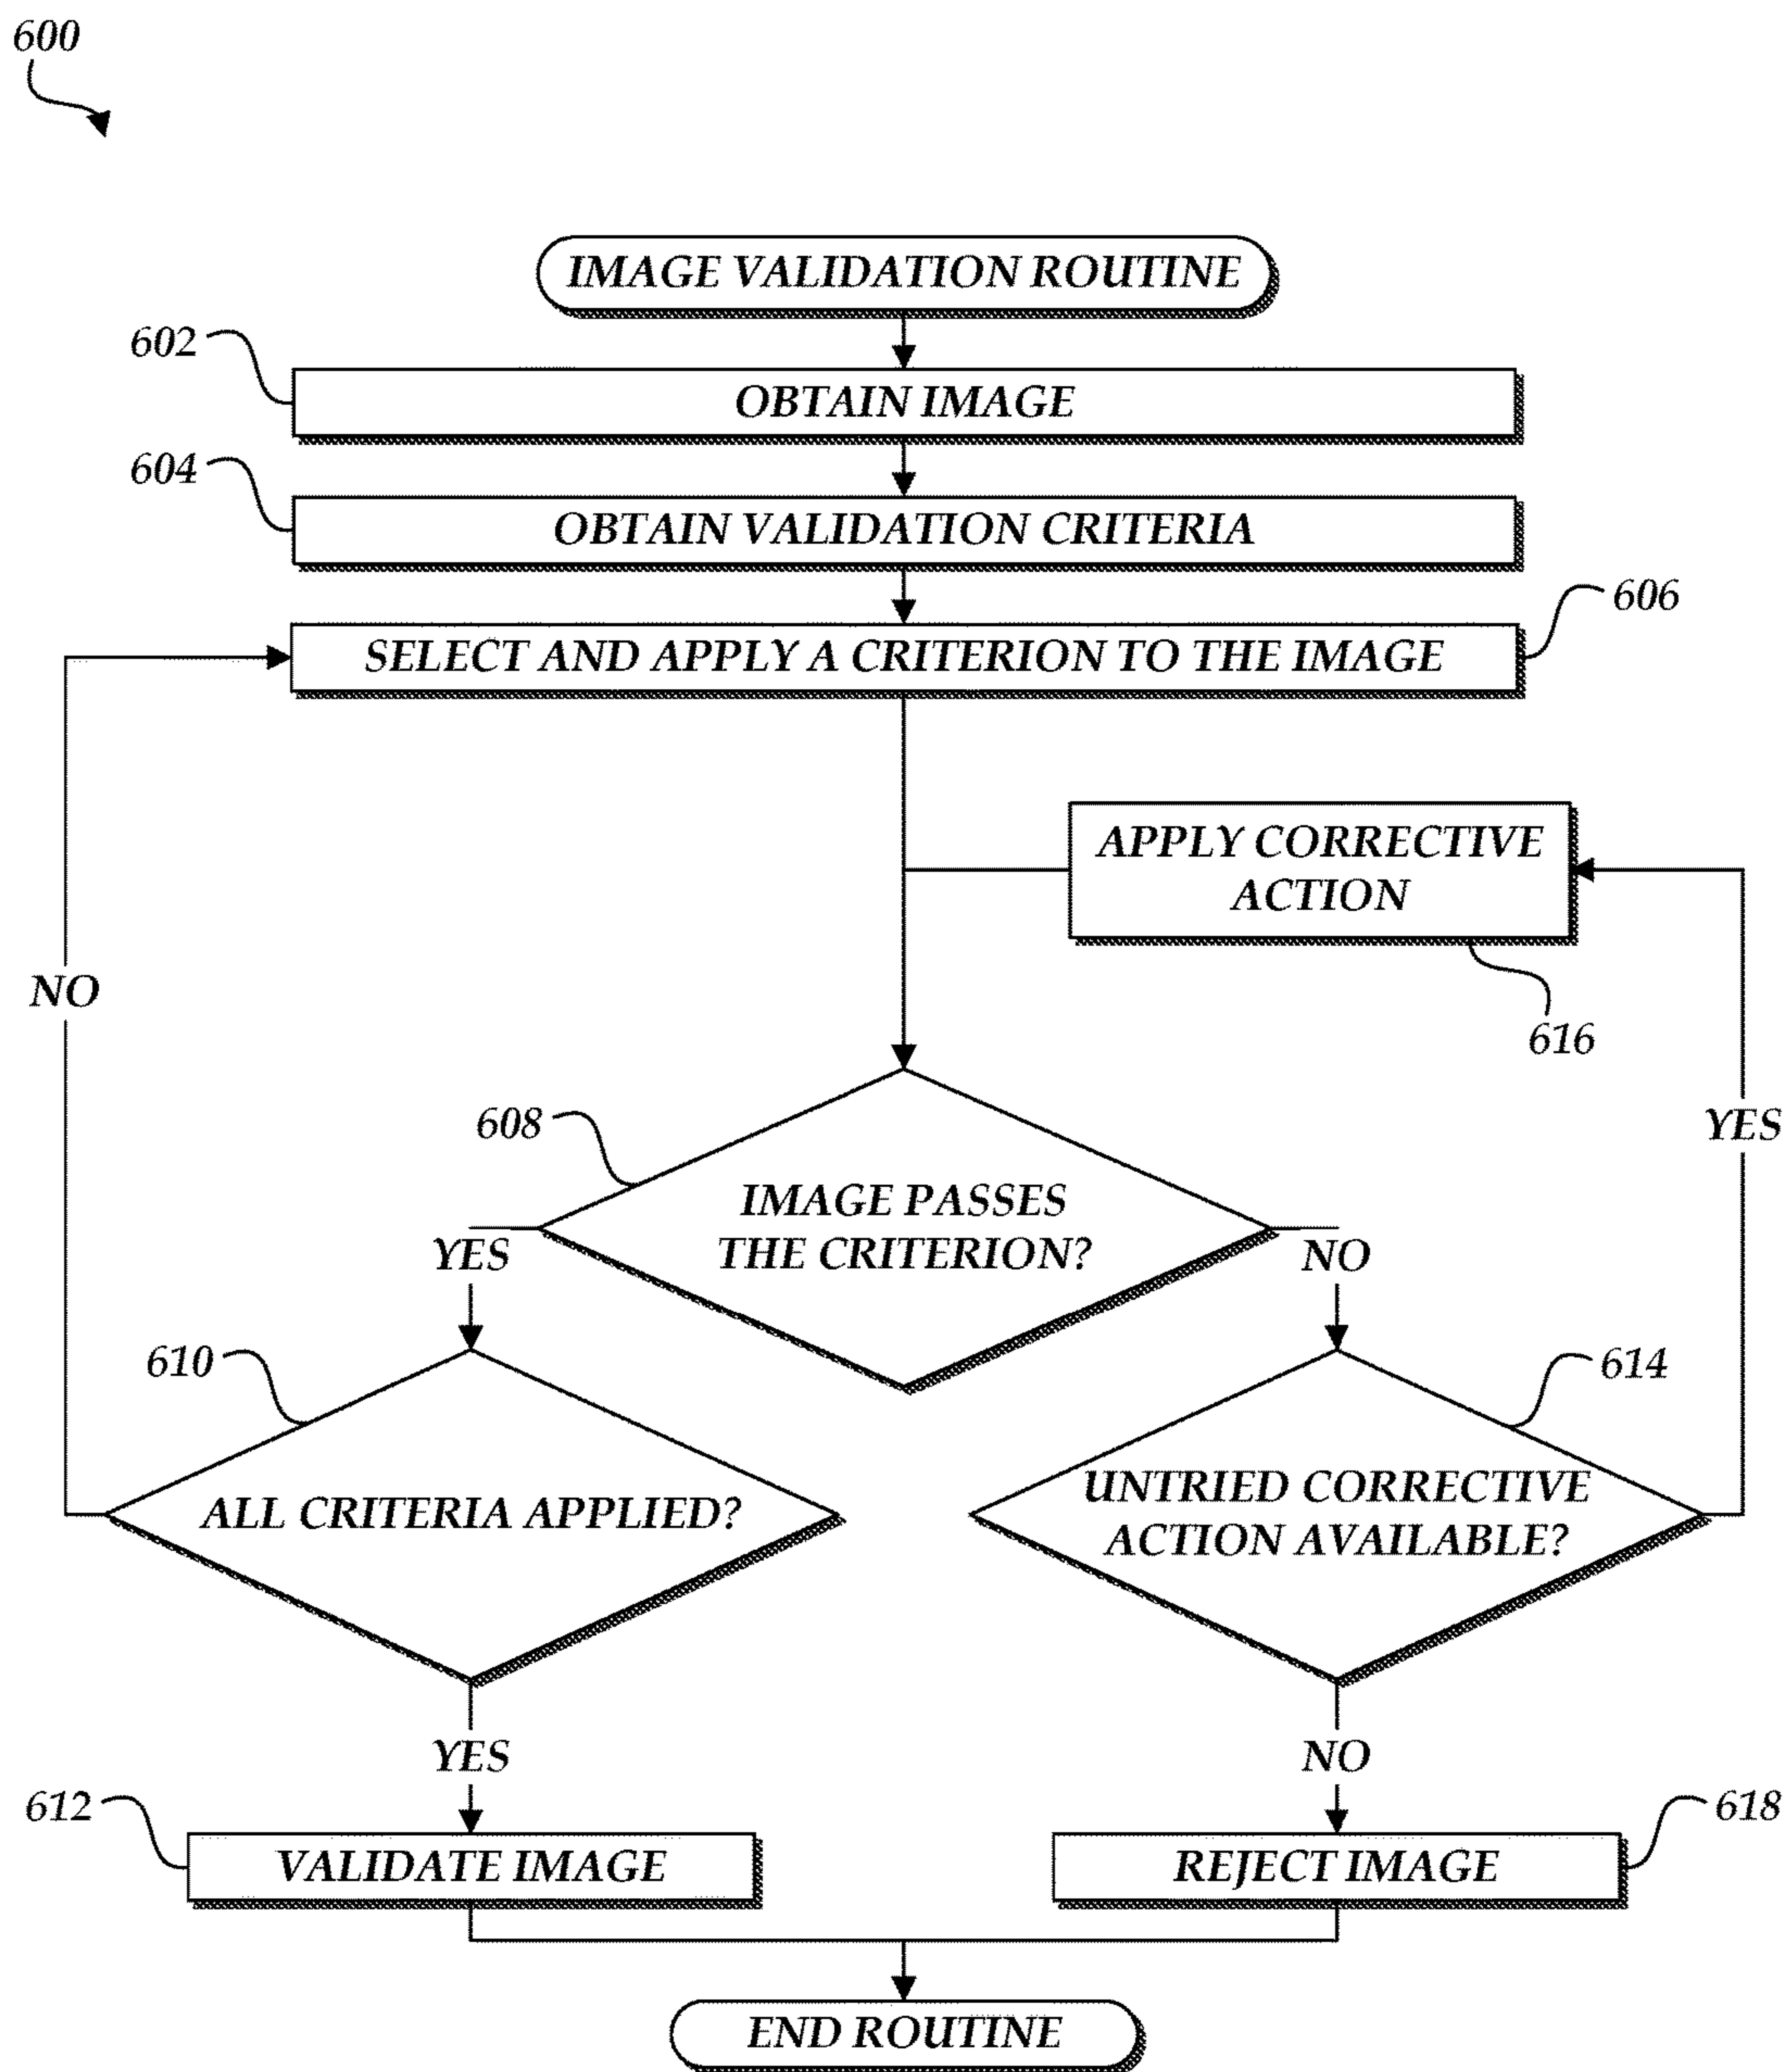 600
IMAGE VALIDATION ROUTINE
602
OBTAIN IMAGE
604
OBTAIN VALIDATION CRITERIA
606
SELECT AND APPLY A CRITERION TO THE IMAGE
APPLY CORRECTIVE
ACTION
NO
616
608
YES
IMAGE PASSES
THE CRITERION?
YES
NO
610
614
ALL CRITERIA APPLIED?
UNTRIED CORRECTIVE
ACTION AVAILABLE?
YES
NO
612
618
VALIDATE IMAGE
REJECT IMAGE
END ROUTINE